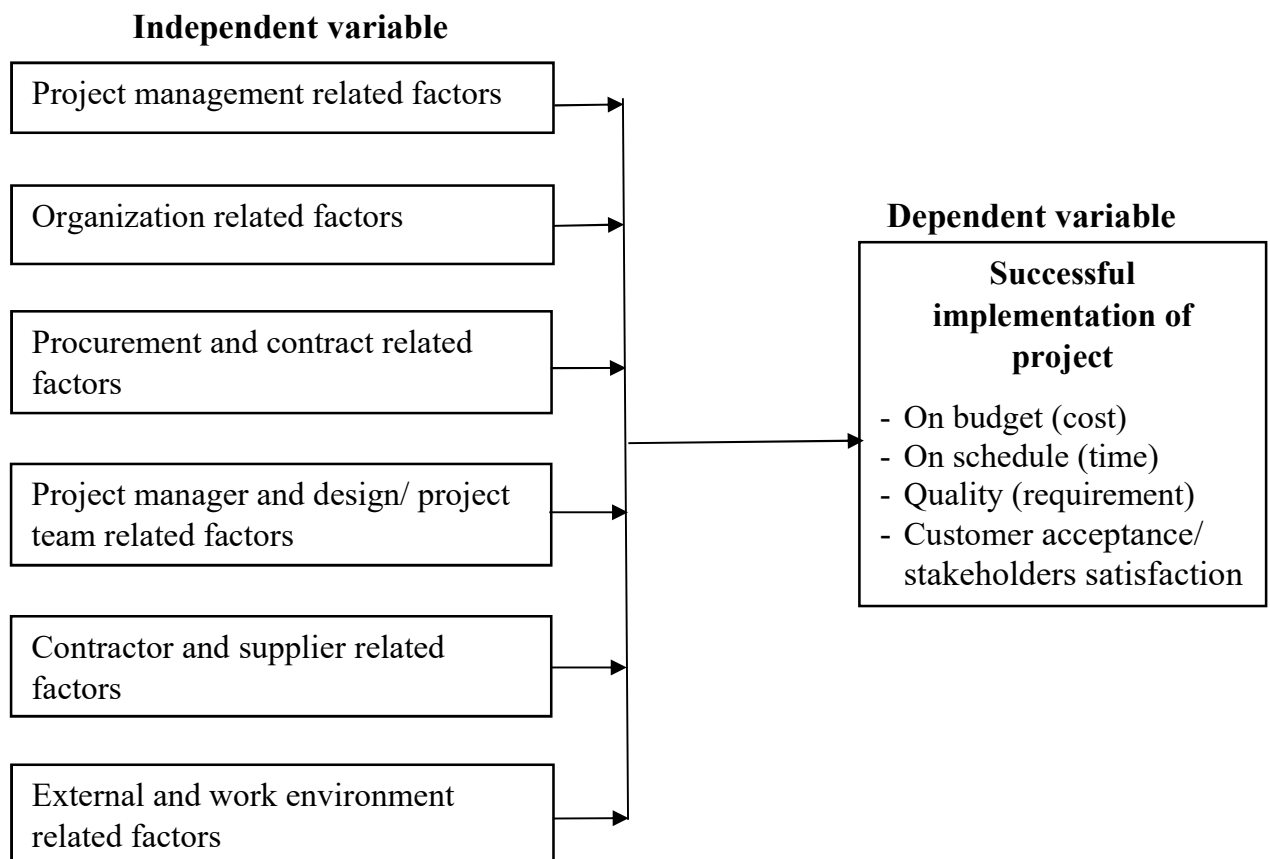 Independent variable
Project management related factors
Organization related factors
Procurement and contract related
factors
Project manager and design/ project
team related factors
Contractor and supplier related
factors
External and work environment
related factors
Dependent variable
Successful
implementation of
project
- On budget (cost)
- On schedule (time)
- Quality (requirement)
- Customer acceptance/
stakeholders satisfaction